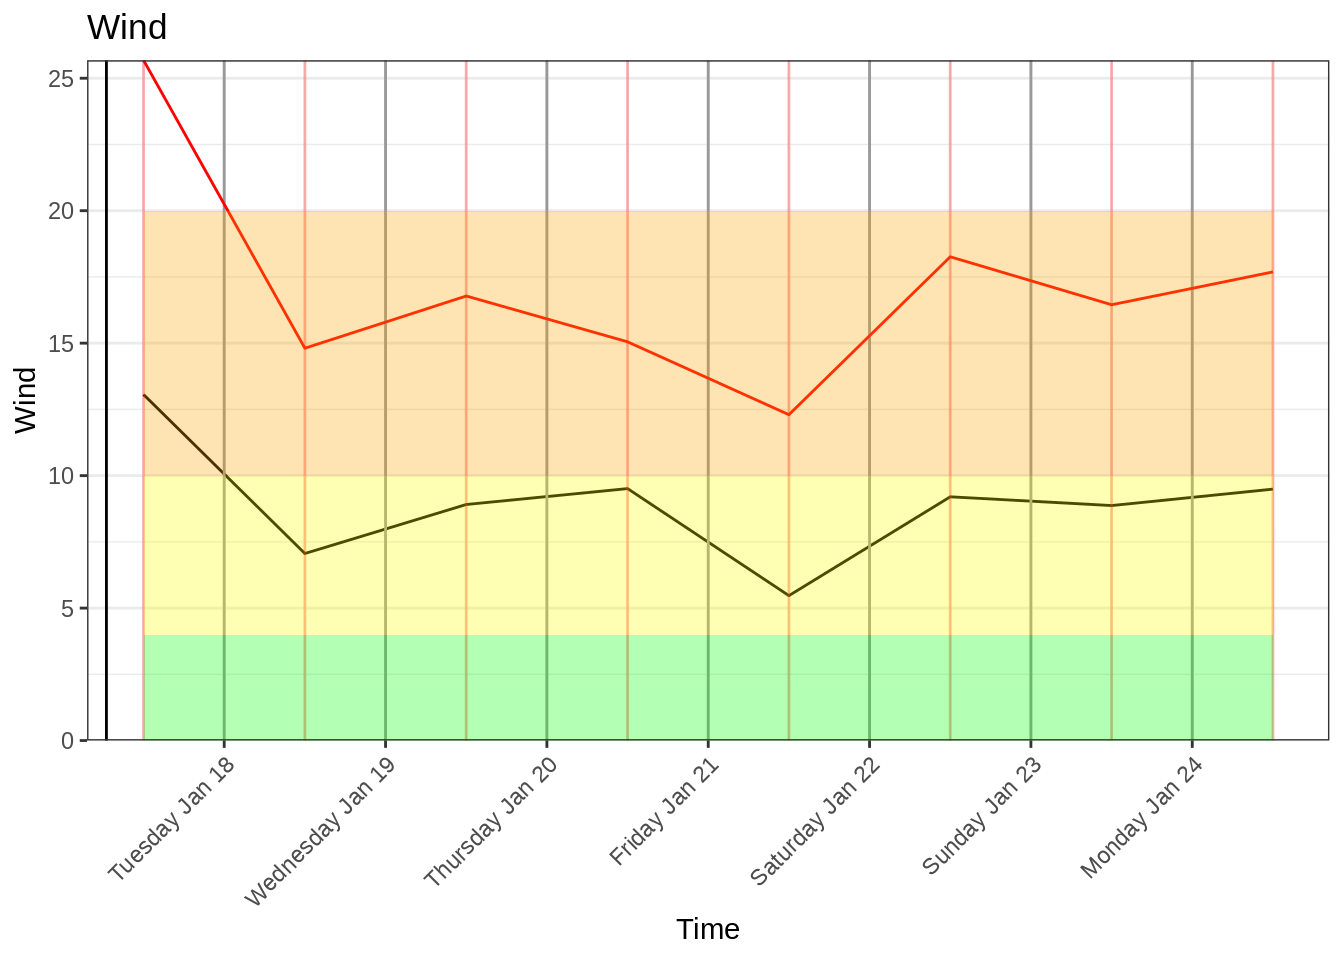 Wind
25
20
15
10
5
0
Wind
Tuesday Jan 18
Wednesday Jan 19
Thursday Jan 20
Friday Jan 21
Saturday Jan 22
Sunday Jan 23
Monday Jan 24
Time